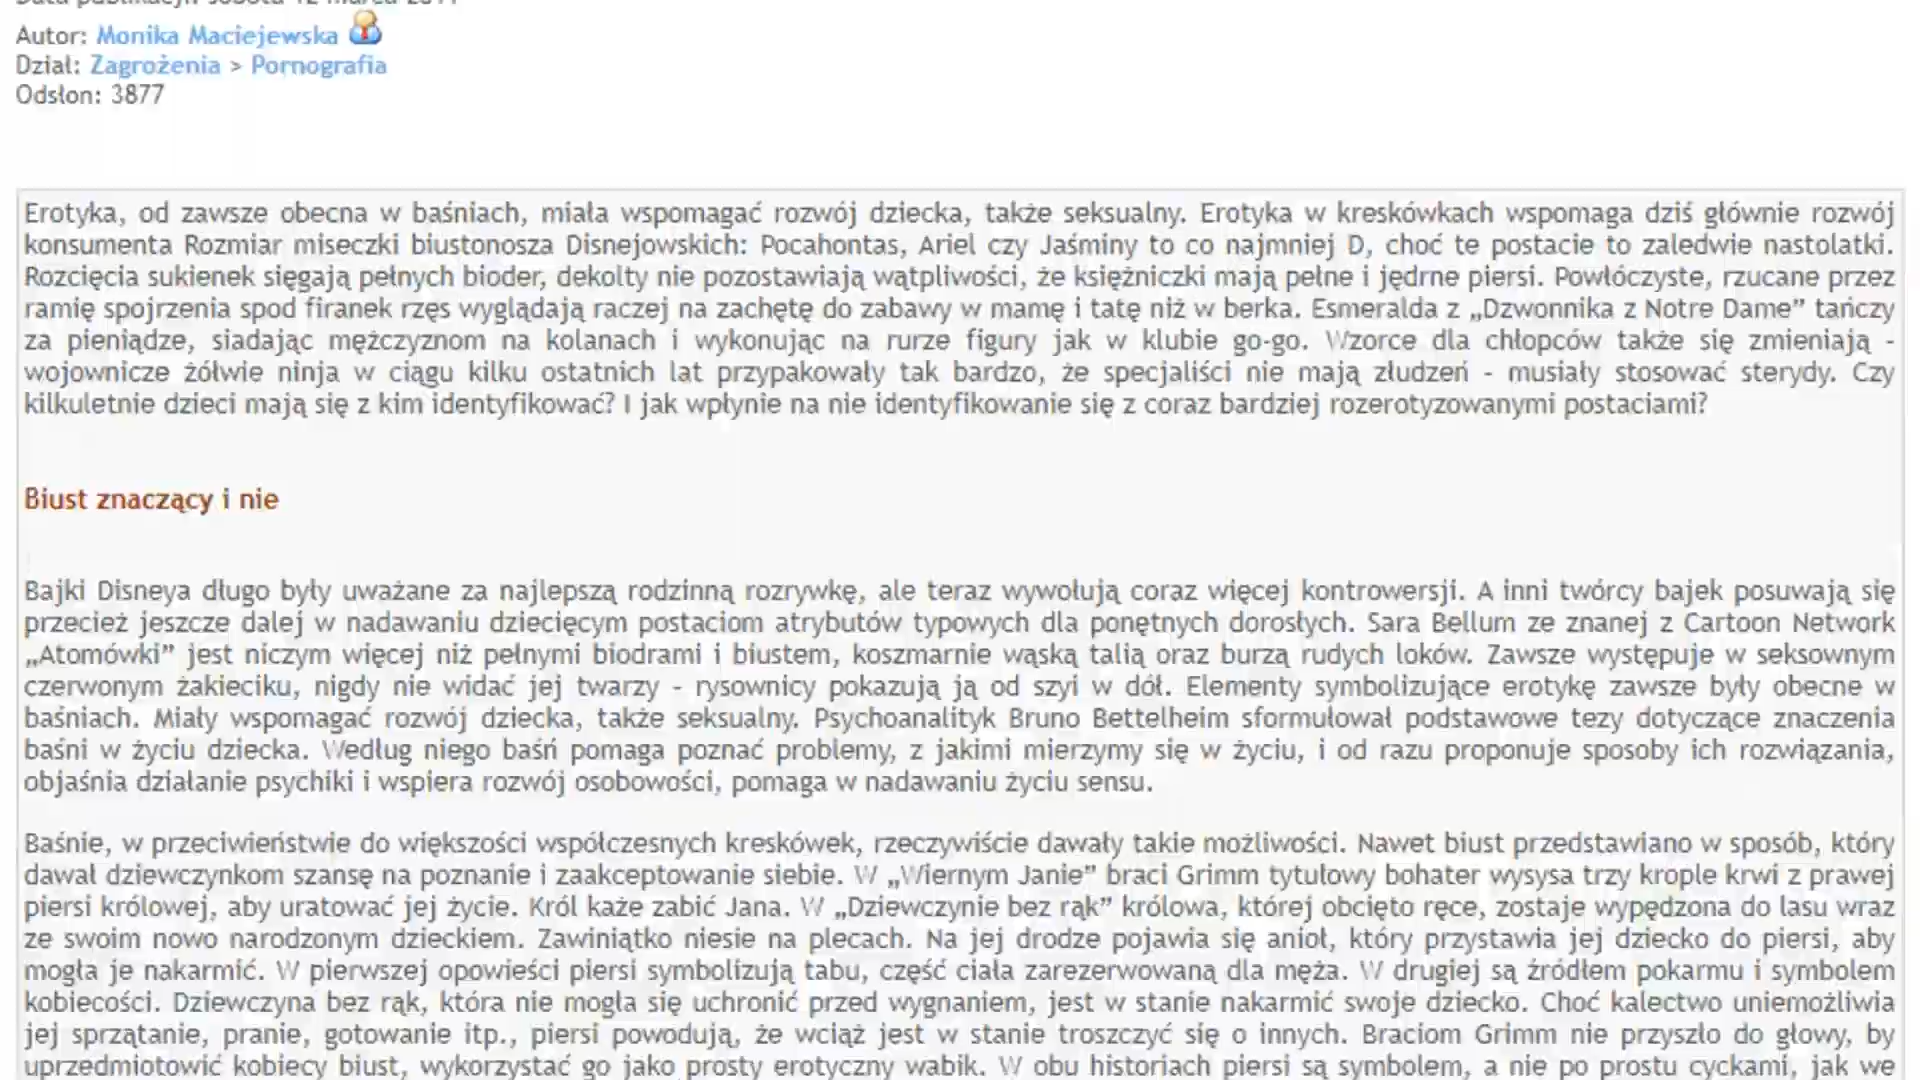 Data publikacji: sobota 12 marca 2011
Autor: Monika Maciejewska
Dział: Zagrożenia > Pornografia
Odsłon: 3877
Erotyka, od zawsze obecna w baśniach, miała wspomagać rozwój dziecka, także seksualny. Erotyka w kreskówkach wspomaga dziś głównie rozwój
konsumenta Rozmiar miseczki biustonosza Disnejowskich: Pocahontas, Ariel czy Jaśminy to co najmniej D, choć te postacie to zaledwie nastolatki.
Rozcięcia sukienek sięgają pełnych bioder, dekolty nie pozostawiają wątpliwości, że księżniczki mają pełne i jędrne piersi. Powłóczyste, rzucane przez
ramię spojrzenia spod firanek rzęs wyglądają raczej na zachętę do zabawy w mamę i tatę niż w berka. Esmeralda z „Dzwonnika z Notre Dame” tańczy
za pieniądze, siadając mężczyznom na kolanach i wykonując na rurze figury jak w klubie go-go. Wzorce dla chłopców także się zmieniają -
wojownicze żółwie ninja w ciągu kilku ostatnich lat przypakowały tak bardzo, że specjaliści nie mają złudzeń - musiały stosować sterydy. Czy
kilkuletnie dzieci mają się z kim identyfikować? I jak wpłynie na nie identyfikowanie się z coraz bardziej rozerotyzowanymi postaciami?
Biust znaczący i nie
Bajki Disneya długo były uważane za najlepszą rodzinną rozrywkę, ale teraz wywołują coraz więcej kontrowersji. A inni twórcy bajek posuwają się
przecież jeszcze dalej w nadawaniu dziecięcym postaciom atrybutów typowych dla ponętnych dorosłych. Sara Bellum ze znanej z Cartoon Network
„Atomówki” jest niczym więcej niż pełnymi biodrami i biustem, koszmarnie wąską talią oraz burzą rudych loków. Zawsze występuje w seksownym
czerwonym żakieciku, nigdy nie widać jej twarzy - rysownicy pokazują ją od szyi w dół. Elementy symbolizujące erotykę zawsze były obecne w
baśniach. Miały wspomagać rozwój dziecka, także seksualny. Psychoanalityk Bruno Bettelheim sformułował podstawowe tezy dotyczące znaczenia
baśni w życiu dziecka. Według niego baśń pomaga poznać problemy, z jakimi mierzymy się w życiu, i od razu proponuje sposoby ich rozwiązania,
objaśnia działanie psychiki i wspiera rozwój osobowości, pomaga w nadawaniu życiu sensu.
Baśnie, w przeciwieństwie do większości współczesnych kreskówek, rzeczywiście dawały takie możliwości. Nawet biust przedstawiano w sposób, który
dawał dziewczynkom szansę na poznanie i zaakceptowanie siebie. W „Wiernym Janie” braci Grimm tytułowy bohater wysysa trzy krople krwi z prawej
piersi królowej, aby uratować jej życie. Król każe zabić Jana. W „Dziewczynie bez rąk” królowa, której obcięto ręce, zostaje wypędzona do lasu wraz
ze swoim nowo narodzonym dzieckiem. Zawiniątko niesie na plecach. Na jej drodze pojawia się anioł, który przystawia jej dziecko do piersi, aby
mogła je nakarmić. W pierwszej opowieści piersi symbolizują tabu, część ciała zarezerwowaną dla męża. W drugiej są źródłem pokarmu i symbolem
kobiecości. Dziewczyna bez rąk, która nie mogła się uchronić przed wygnaniem, jest w stanie nakarmić swoje dziecko. Choć kalectwo uniemożliwia
jej sprzątanie, pranie, gotowanie itp., piersi powodują, że wciąż jest w stanie troszczyć się o innych. Braciom Grimm nie przyszło do głowy, by
uprzedmiotowić kobiecy biust, wykorzystać go jako prosty erotyczny wabik. W obu historiach piersi są symbolem, a nie po prostu cyckami, jak we